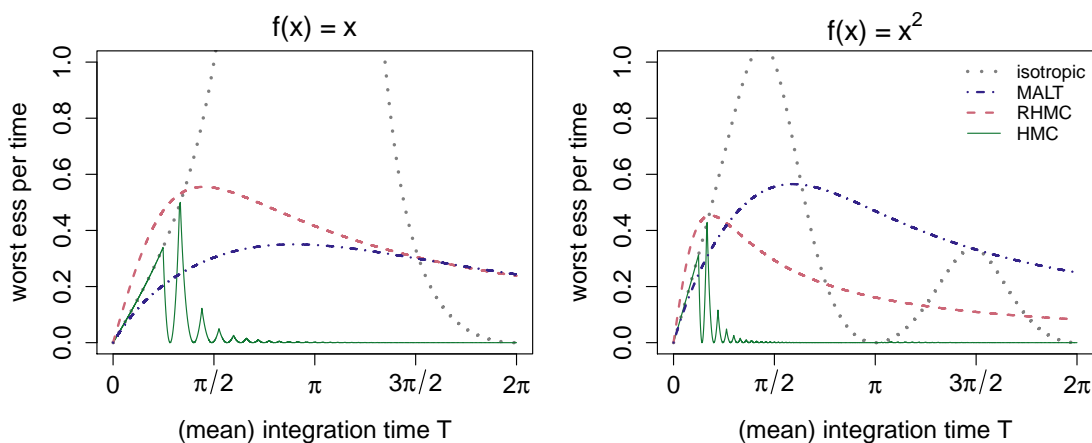 f(x) = x
worst ess per time
0.0 0.2 0.4 0.6 0.8 1.0
0 π/2 π 3π/2 2π
(mean) integration time T
f(x) = x²
worst ess per time
0.0 0.2 0.4 0.6 0.8 1.0
0 π/2 π 3π/2 2π
(mean) integration time T
isotropic
MALT
RHMC
HMC